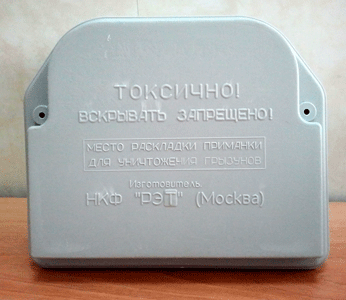 ТОКСИЧНО!
ВСКРЫВАТЬ ЗАПРЕЩЕНО!
МЕСТО РАСКЛАДКИ ПРИМАНКИ
ДЛЯ УНИЧТОЖЕНИЯ ГРЫЗУНОВ
Изготовитель
НКФ "РЭТ" (Москва)